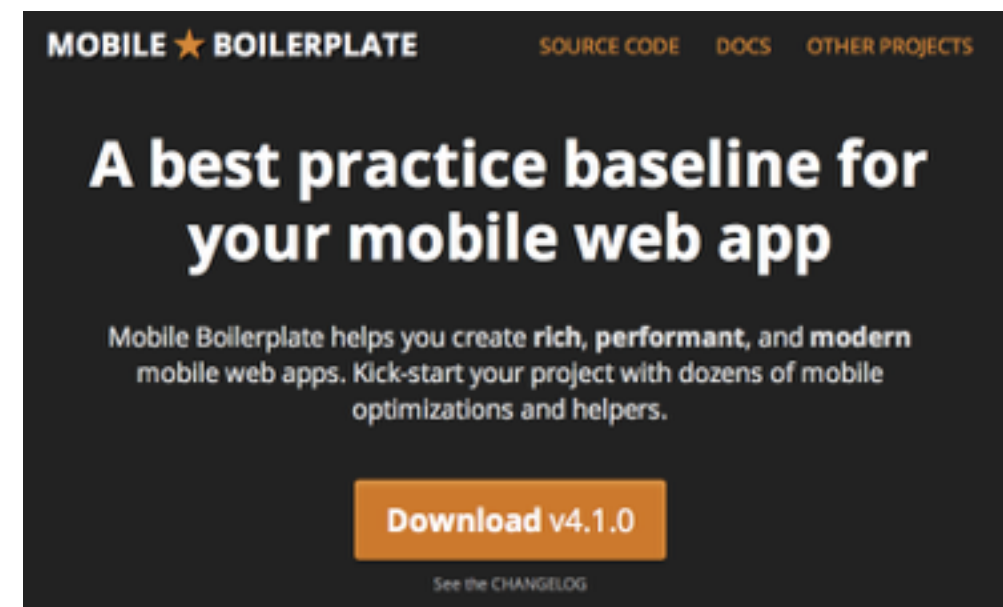 MOBILE ★ BOILERPLATE
SOURCE CODE DOCS OTHER PROJECTS
A best practice baseline for
your mobile web app
Mobile Boilerplate helps you create rich, performant, and modern
mobile web apps. Kick-start your project with dozens of mobile
optimizations and helpers.
Download v4.1.0
See the CHANGELOG